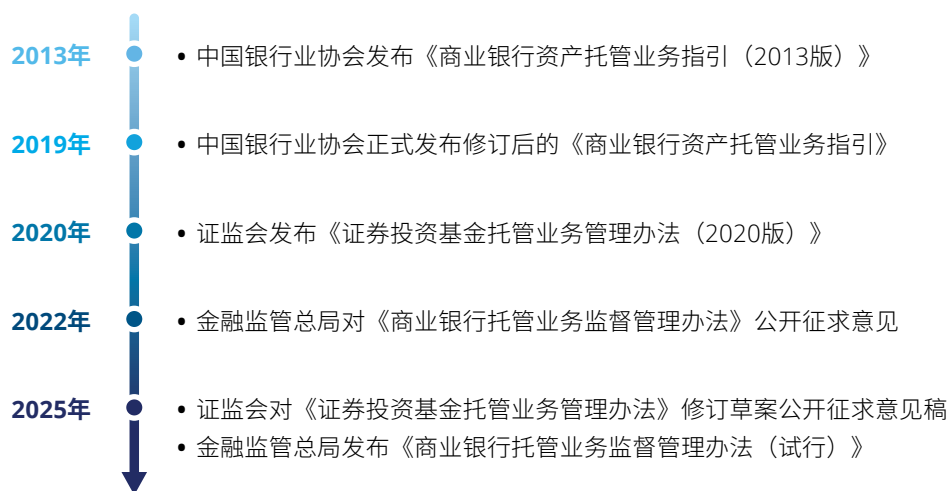 2013年
• 中国银行业协会发布《商业银行资产托管业务指引（2013版）》
2019年
• 中国银行业协会正式发布修订后的《商业银行资产托管业务指引》
2020年
• 证监会发布《证券投资基金托管业务管理办法（2020版）》
2022年
• 金融监管总局对《商业银行托管业务监督管理办法》公开征求意见
2025年
• 证监会对《证券投资基金托管业务管理办法》修订草案公开征求意见稿
• 金融监管总局发布《商业银行托管业务监督管理办法（试行）》